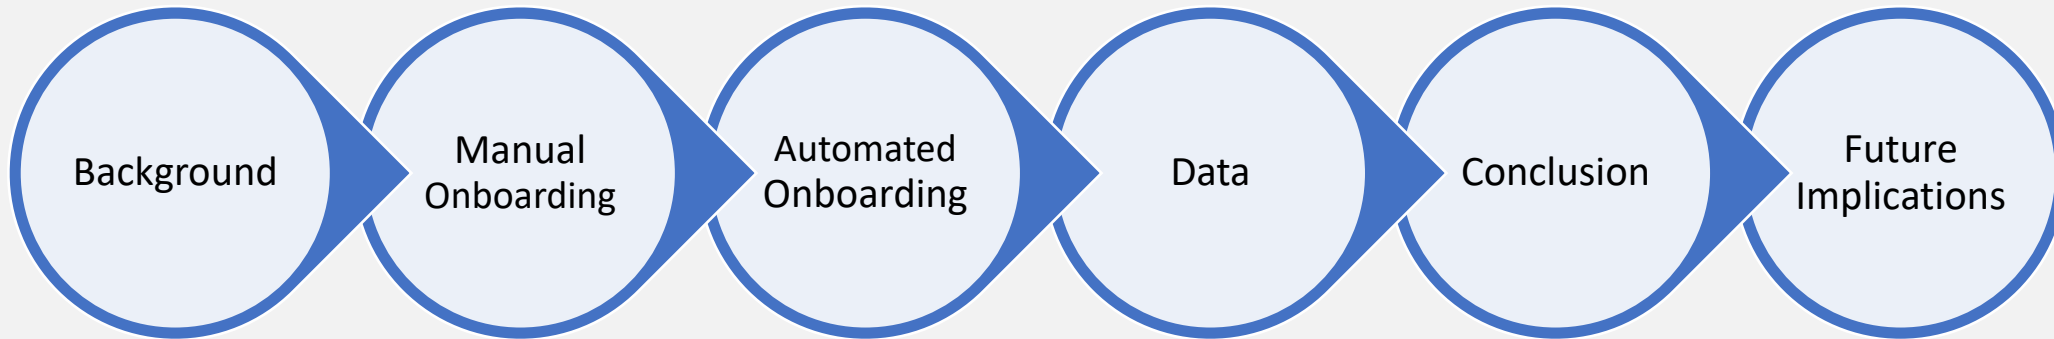 Background
Manual
Onboarding
Automated
Onboarding
Data
Conclusion
Future
Implications